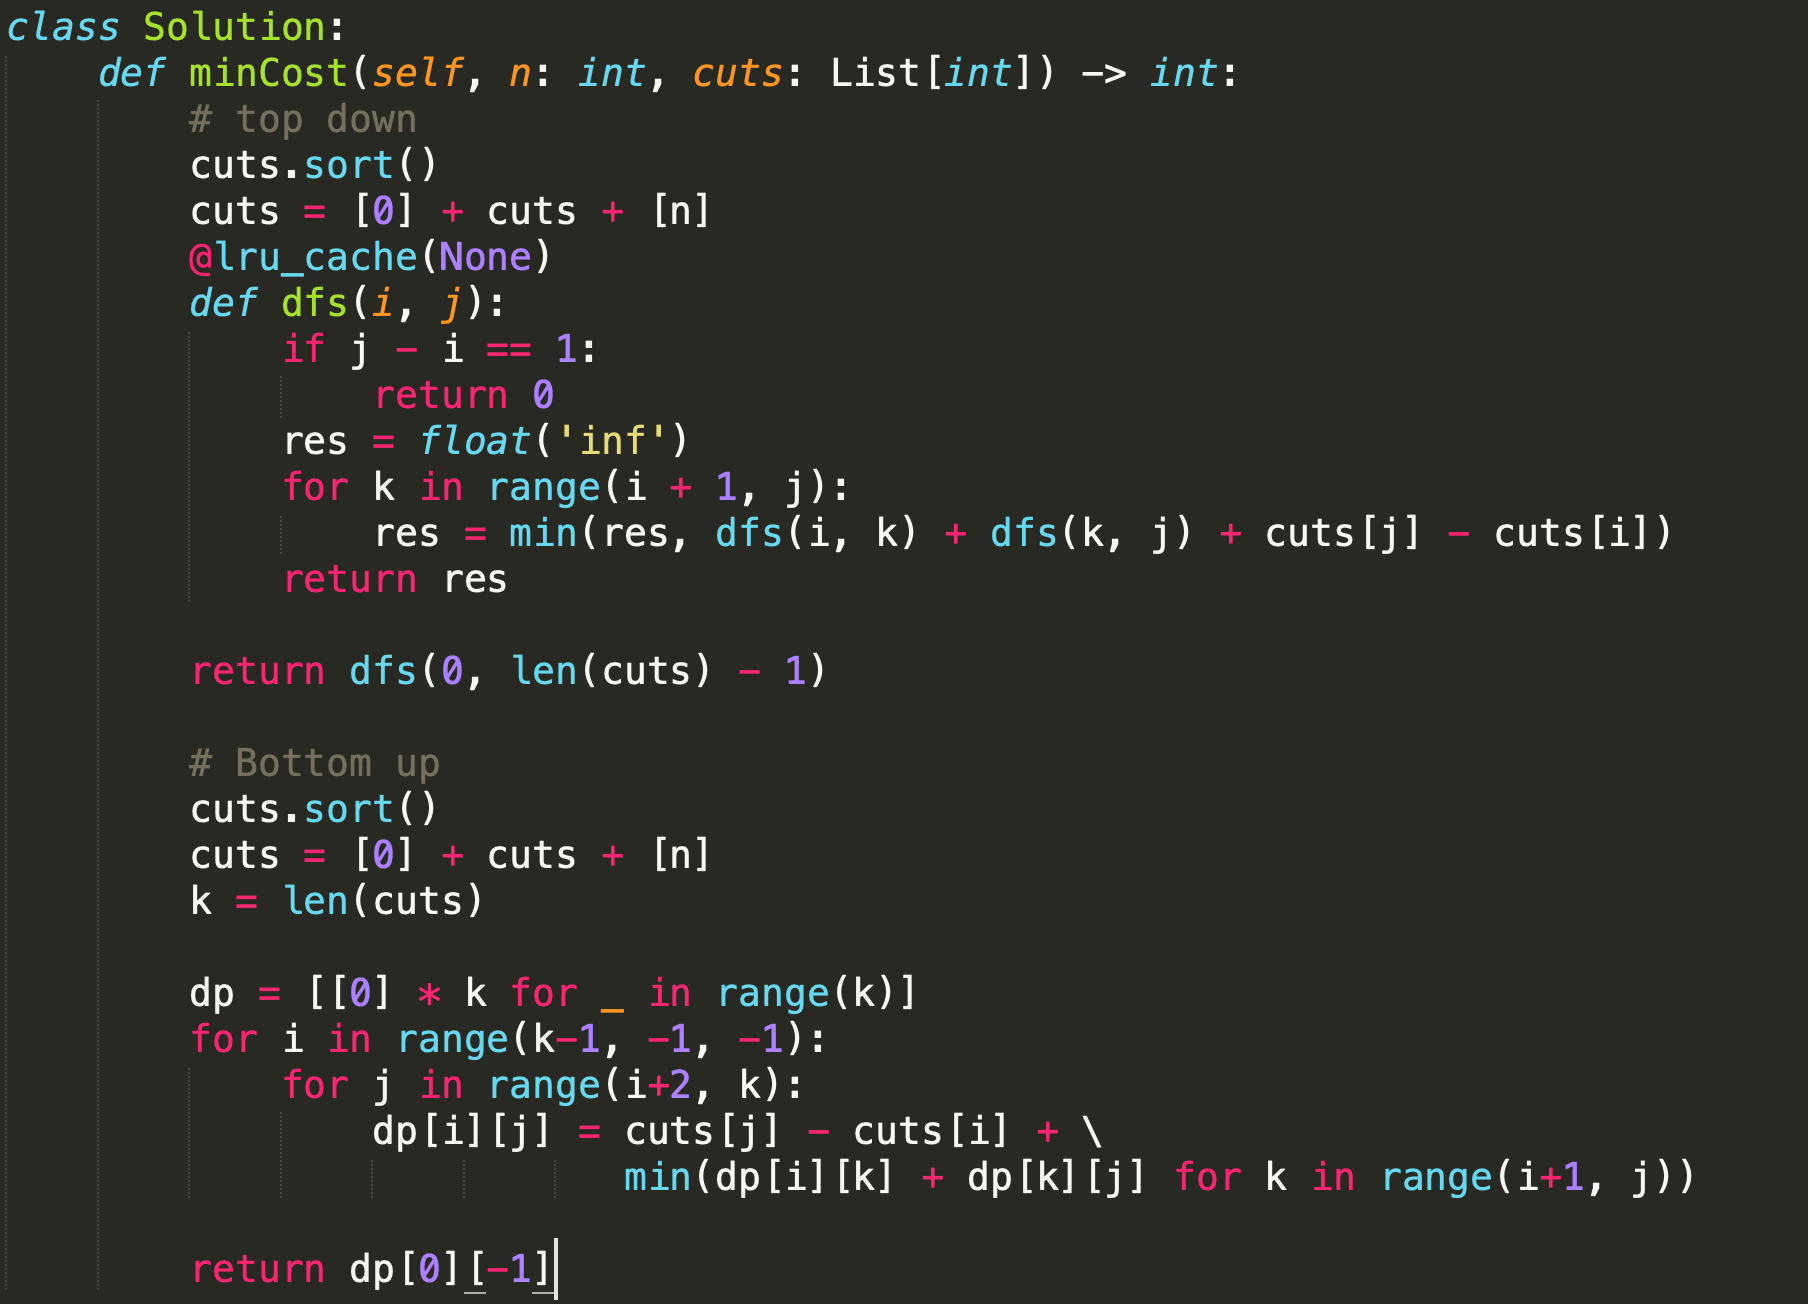 class Solution:
    def minCost(self, n: int, cuts: List[int]) -> int:
        # top down
        cuts.sort()
        cuts = [0] + cuts + [n]
        @lru_cache(None)
        def dfs(i, j):
            if j - i == 1:
                return 0
            res = float('inf')
            for k in range(i + 1, j):
                res = min(res, dfs(i, k) + dfs(k, j) + cuts[j] - cuts[i])
            return res

        return dfs(0, len(cuts) - 1)

        # Bottom up
        cuts.sort()
        cuts = [0] + cuts + [n]
        k = len(cuts)

        dp = [[0] * k for _ in range(k)]
        for i in range(k-1, -1, -1):
            for j in range(i+2, k):
                dp[i][j] = cuts[j] - cuts[i] + \
                           min(dp[i][k] + dp[k][j] for k in range(i+1, j))

        return dp[0][-1]